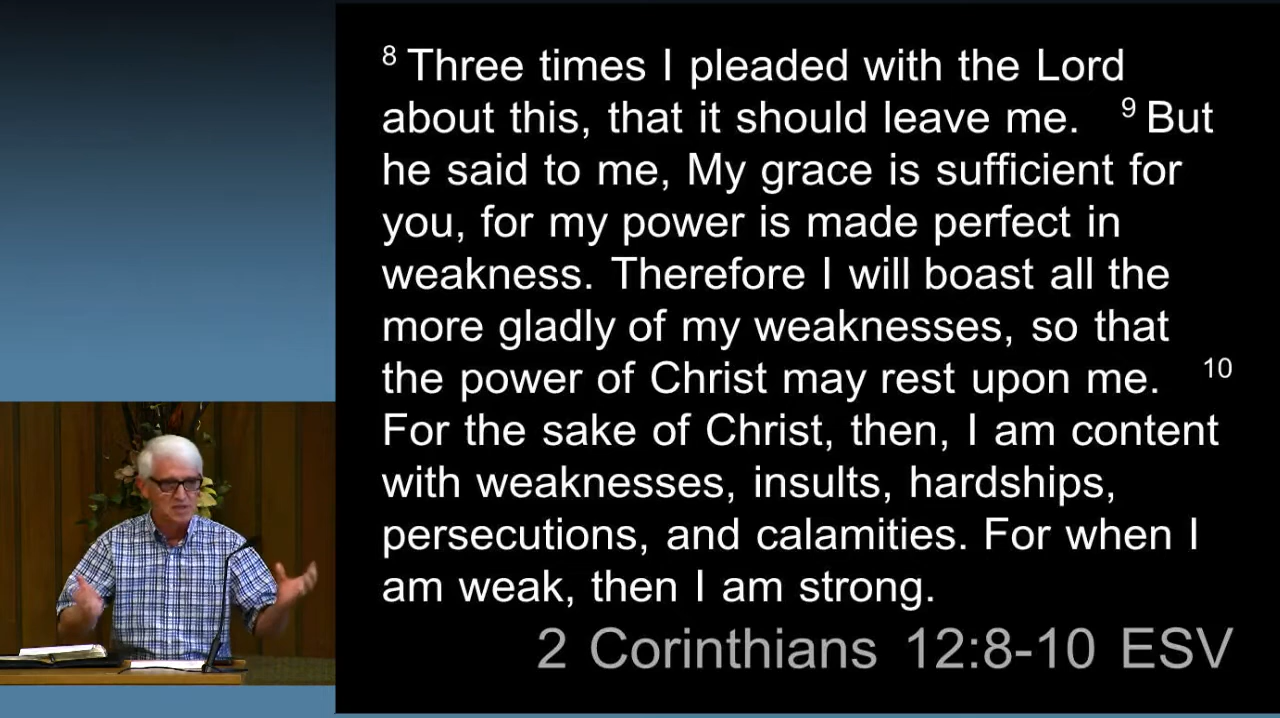 8 Three times I pleaded with the Lord
about this, that it should leave me. 9 But
he said to me, My grace is sufficient for
you, for my power is made perfect in
weakness. Therefore I will boast all the
more gladly of my weaknesses, so that
the power of Christ may rest upon me. 10
For the sake of Christ, then, I am content
with weaknesses, insults, hardships,
persecutions, and calamities. For when I
am weak, then I am strong.
2 Corinthians 12:8-10 ESV